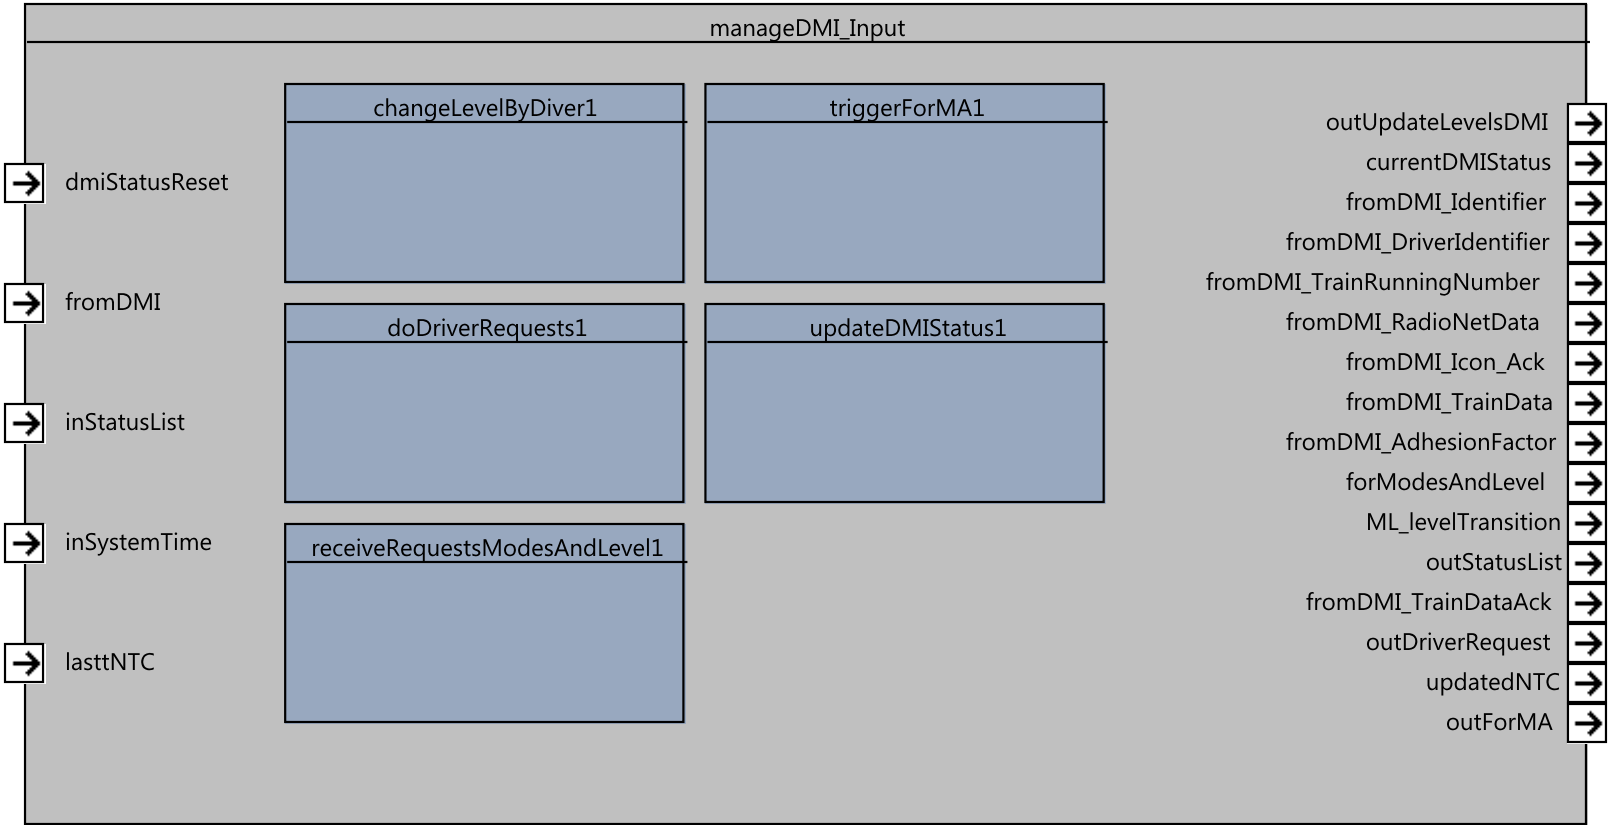 manageDMI_Input
changeLevelByDiver1
triggerForMA1
doDriverRequests1
updateDMIStatus1
receiveRequestsModesAndLevel1
dmiStatusReset
fromDMI
inStatusList
inSystemTime
lasttNTC
outUpdateLevelsDMI
currentDMIStatus
fromDMI_Identifier
fromDMI_DriverIdentifier
fromDMI_TrainRunningNumber
fromDMI_RadioNetData
fromDMI_Icon_Ack
fromDMI_TrainData
fromDMI_AdhesionFactor
forModesAndLevel
ML_levelTransition
outStatusList
fromDMI_TrainDataAck
outDriverRequest
updatedNTC
outForMA